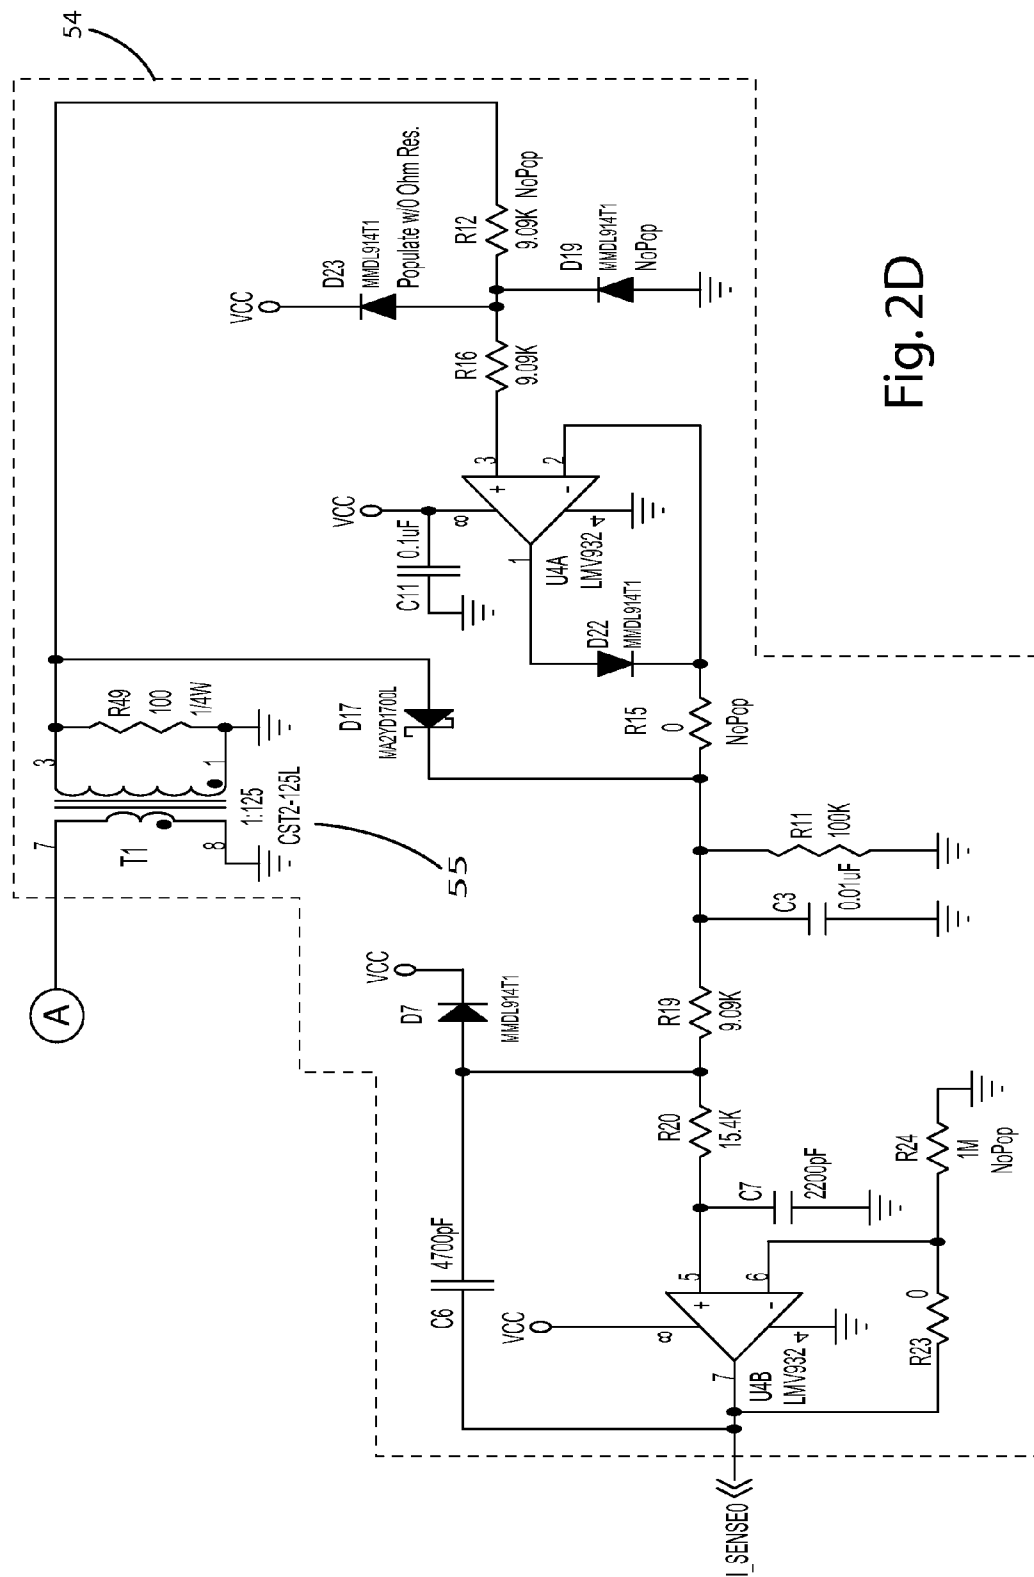 54
A
7
3
T1
8
1
R49
100
1/4W
1:125
CST2-125L
55
VCC
D23
MMDL914T1
Populate w/0 Ohm Res.
R12
9.09K NoPop
D19
MMDL914T1
NoPop
R16
9.09K
VCC
C11
0.1uF
8
3
+
2
-
1
4
U4A
LMV932
D22
MMDL914T1
D17
MA2YD1700L
R15
0
NoPop
R11
100K
C3
0.01uF
VCC
D7
MMDL914T1
R19
9.09K
R20
15.4K
C6
4700pF
C7
2200pF
VCC
8
5
+
6
-
7
4
U4B
LMV932
R23
0
R24
1M
NoPop
I_SENSE0
Fig. 2D